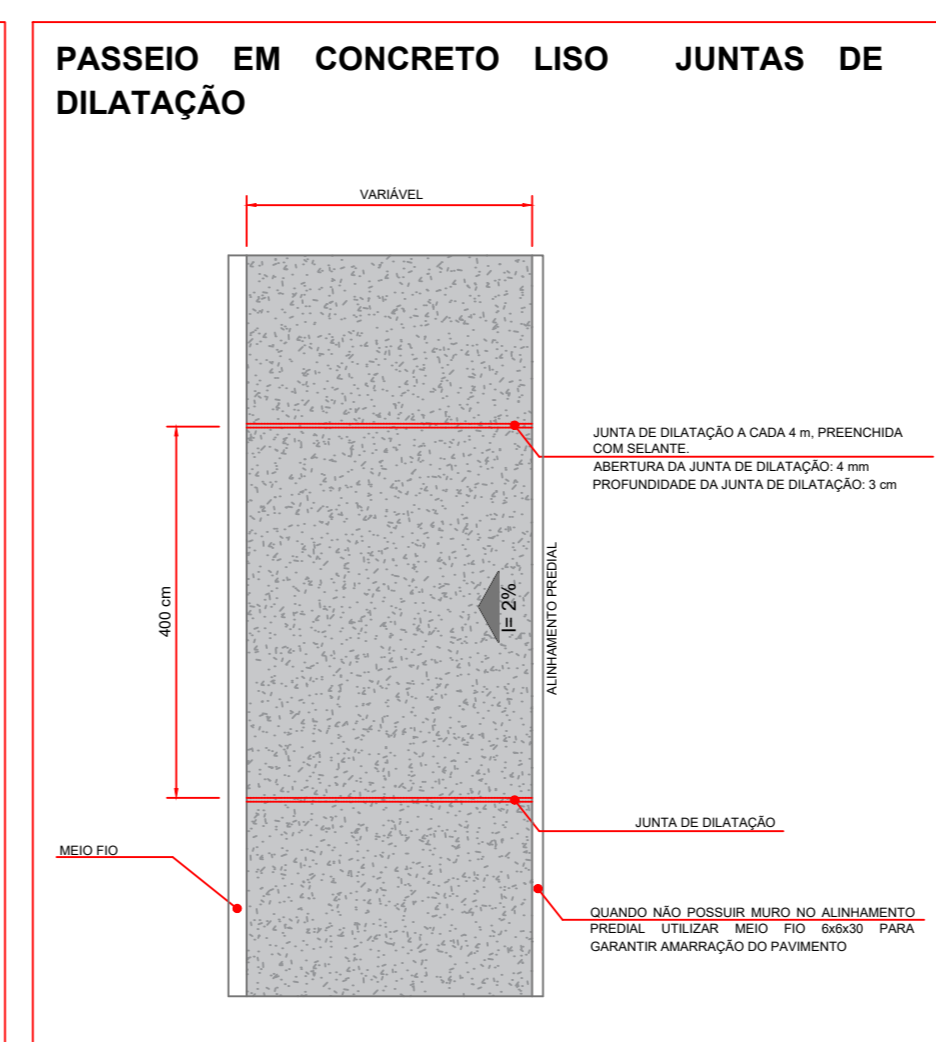 PASSEIO EM CONCRETO LISO JUNTAS DE
DILATAÇÃO
VARIÁVEL
JUNTA DE DILATAÇÃO A CADA 4 m, PREENCHIDA
COM SELANTE.
ABERTURA DA JUNTA DE DILATAÇÃO: 4 mm
PROFUNDIDADE DA JUNTA DE DILATAÇÃO: 3 cm
400 cm
I= 2%
ALINHAMENTO PREDIAL
JUNTA DE DILATAÇÃO
MEIO FIO
QUANDO NÃO POSSUIR MURO NO ALINHAMENTO
PREDIAL UTILIZAR MEIO FIO 6x6x30 PARA
GARANTIR AMARRAÇÃO DO PAVIMENTO